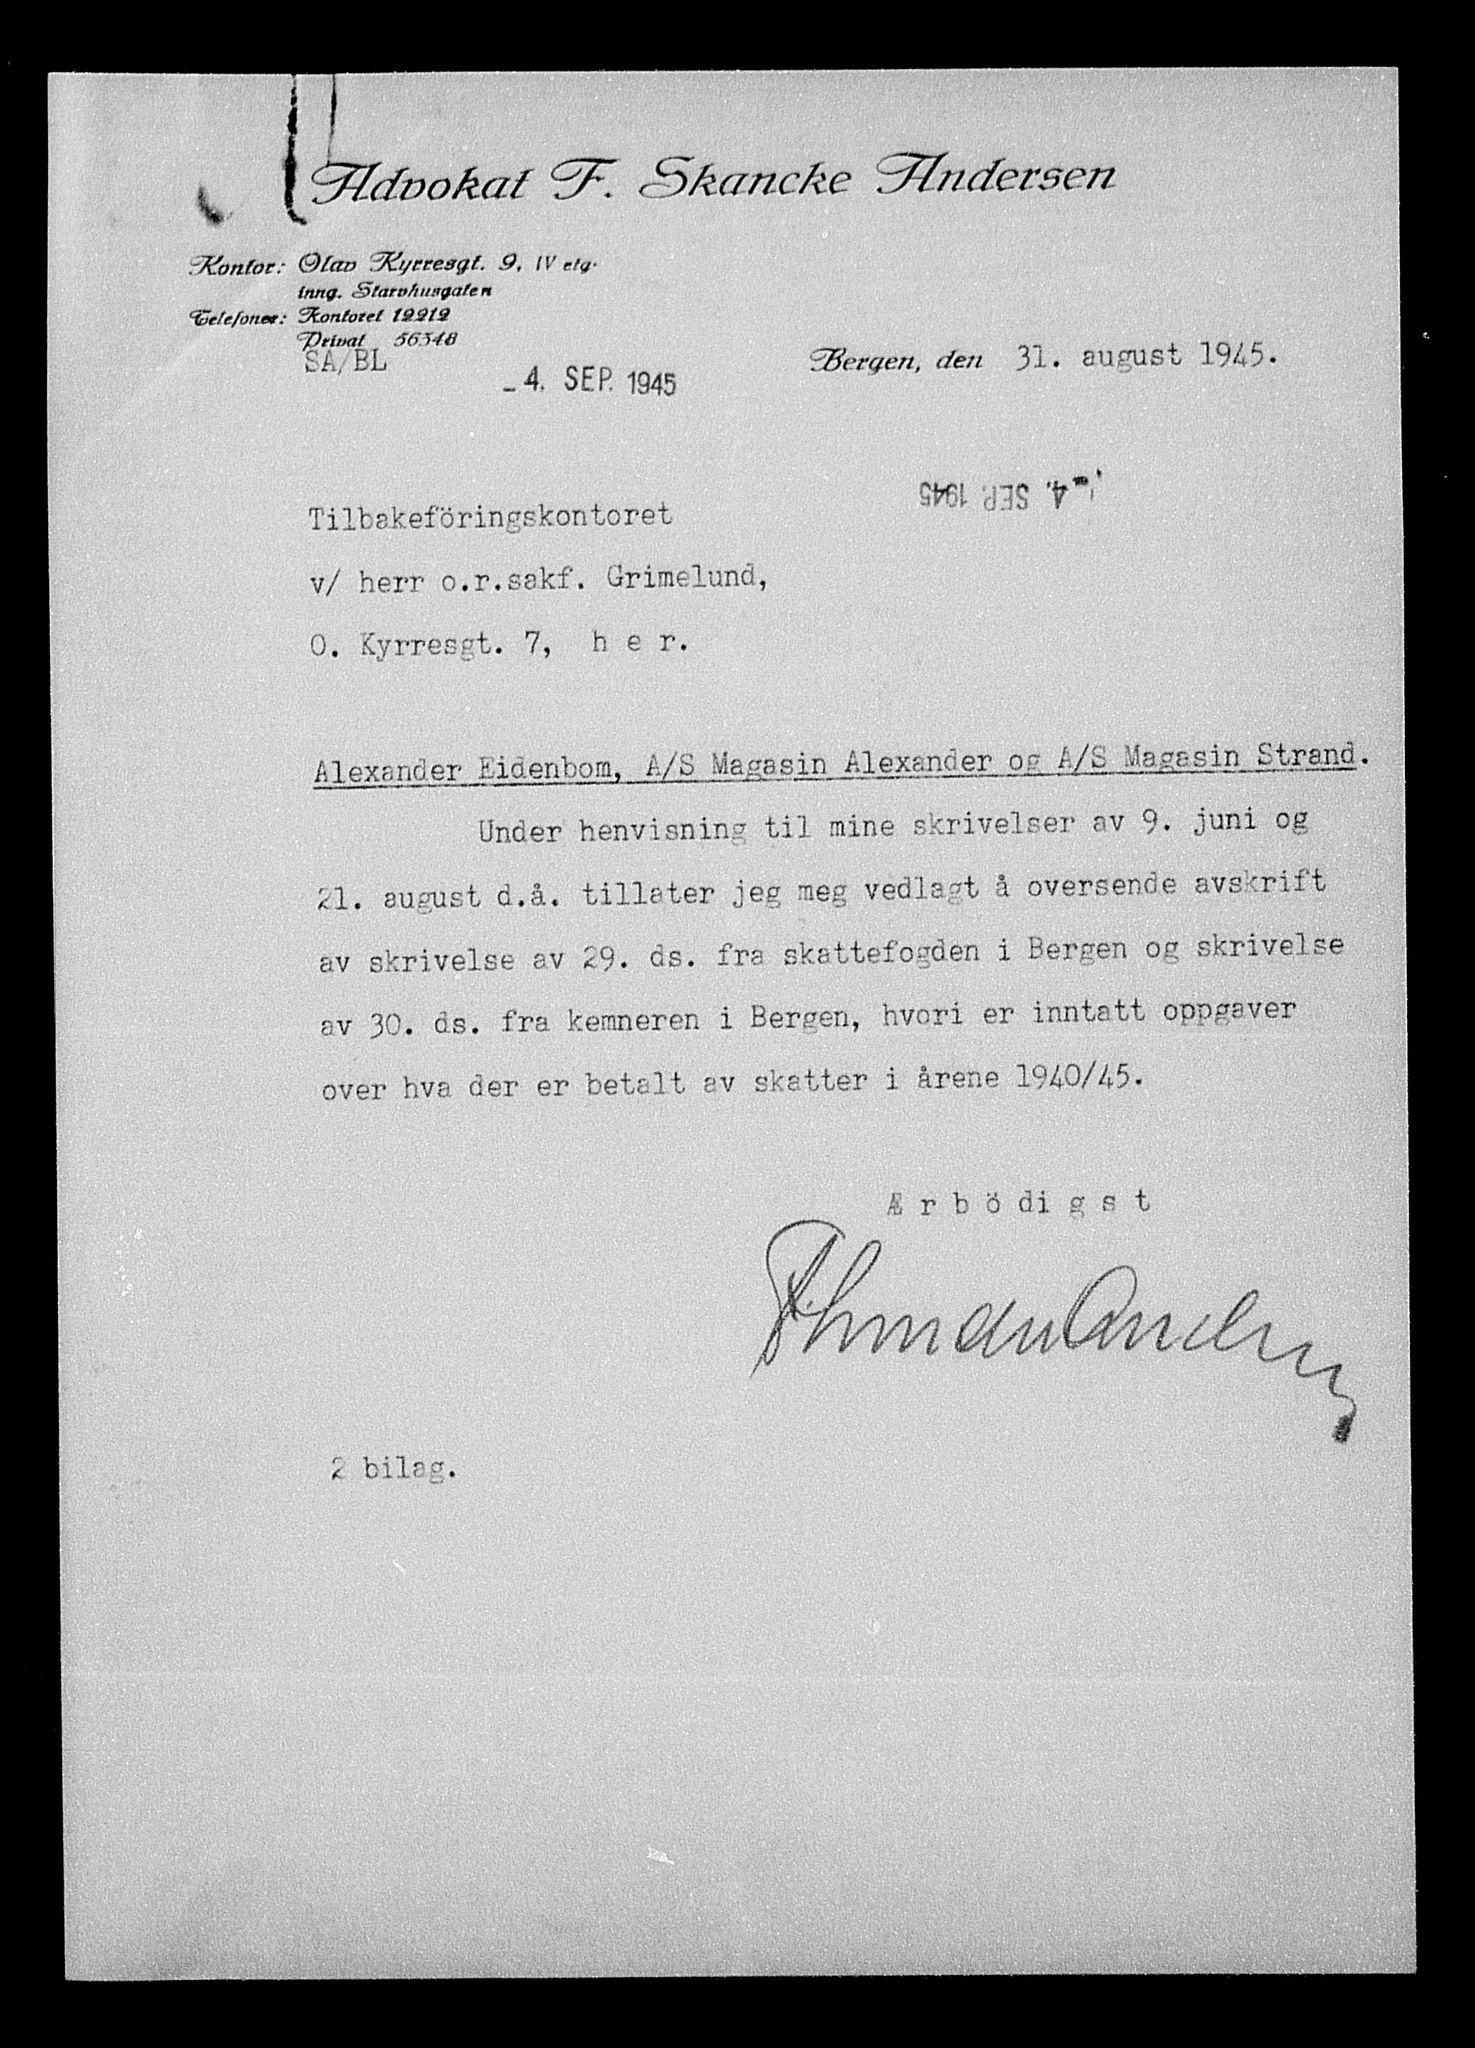 Advokat F. Skancke Andersen
Kontor: Olav Kyrresgt. 9, IV etg.
inng. Starvhusgaten
Telefoner: Kontoret 12212
Privat 56348
SA/BL
Bergen, den 31. august 1945.
- 4. SEP. 1945
- 4. SEP. 1945
Tilbakeföringskontoret
v/ herr o.r.sakf. Grimelund,
O. Kyrresgt. 7, h e r.
Alexander Eidenbom, A/S Magasin Alexander og A/S Magasin Strand.
Under henvisning til mine skrivelser av 9. juni og
21. august d.å. tillater jeg meg vedlagt å oversende avskrift
av skrivelse av 29. ds. fra skattefogden i Bergen og skrivelse
av 30. ds. fra kemneren i Bergen, hvori er inntatt oppgaver
over hva der er betalt av skatter i årene 1940/45.
Æ r b ö d i g s t
2 bilag.